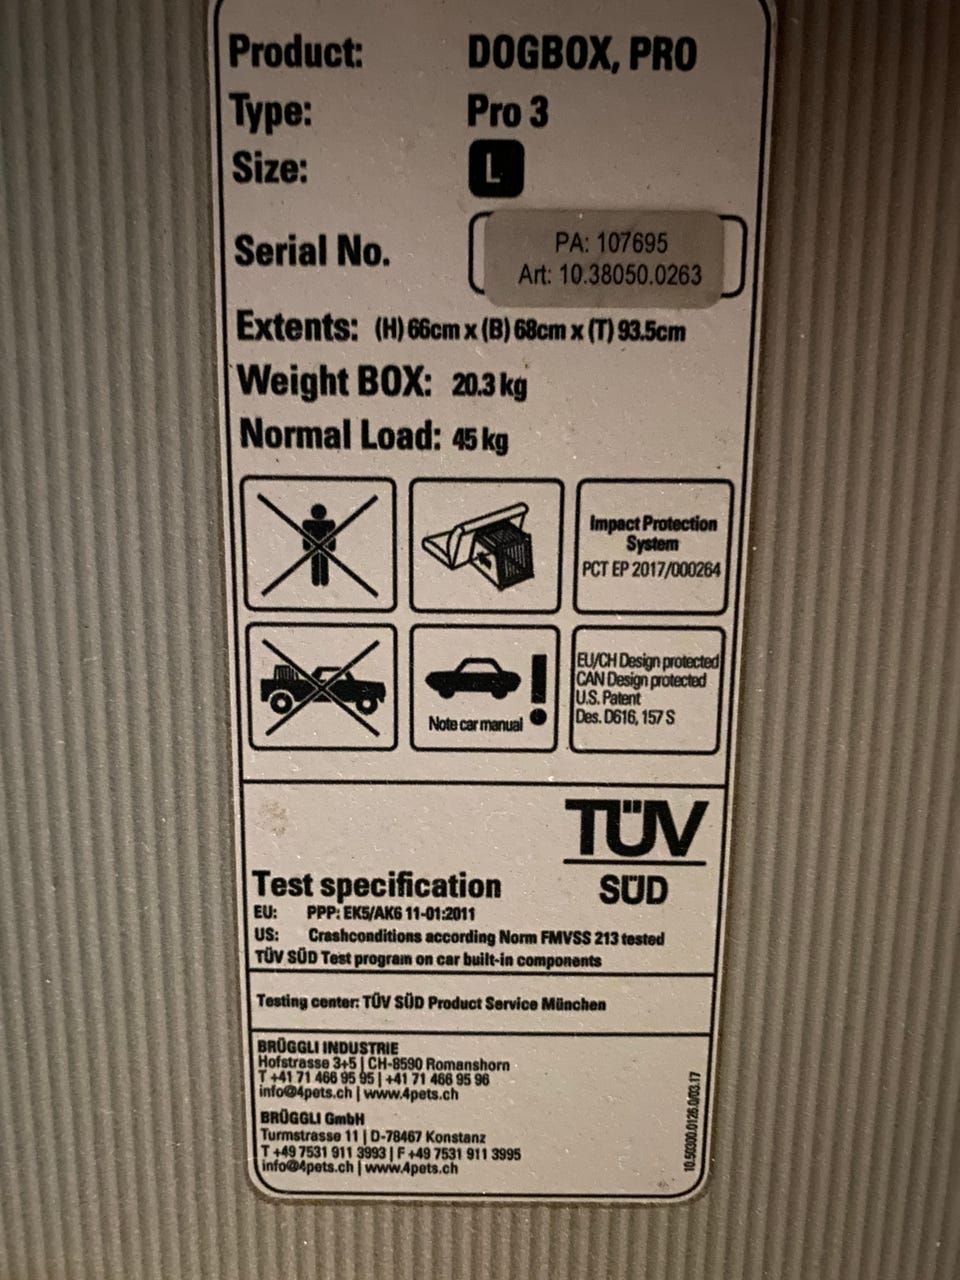 Product: DOGBOX, PRO
Type: Pro 3
Size: L
Serial No. PA: 107695
Art: 10.38050.0263
Extents: (H) 66cm x (B) 68cm x (T) 93.5cm
Weight BOX: 20.3 kg
Normal Load: 45 kg
Impact Protection
System
PCT EP 2017/000264
Note car manual
EU/CH Design protected
CAN Design protected
U.S. Patent
Des. D616, 157 S
TÜV
SÜD
Test specification
EU: PPP: EK5/AK6 11-01:2011
US: Crashconditions according Norm FMVSS 213 tested
TÜV SÜD Test program on car built-in components
Testing center: TÜV SÜD Product Service München
BRÜGGLI INDUSTRIE
Hofstrasse 3+5 | CH-8590 Romanshorn
T +41 71 466 95 95 | +41 71 466 95 96
info@4pets.ch | www.4pets.ch
BRÜGGLI GmbH
Turmstrasse 11 | D-78467 Konstanz
T +49 7531 911 3993 | F +49 7531 911 3995
info@4pets.ch | www.4pets.ch
10.50300.0126.0/03.17